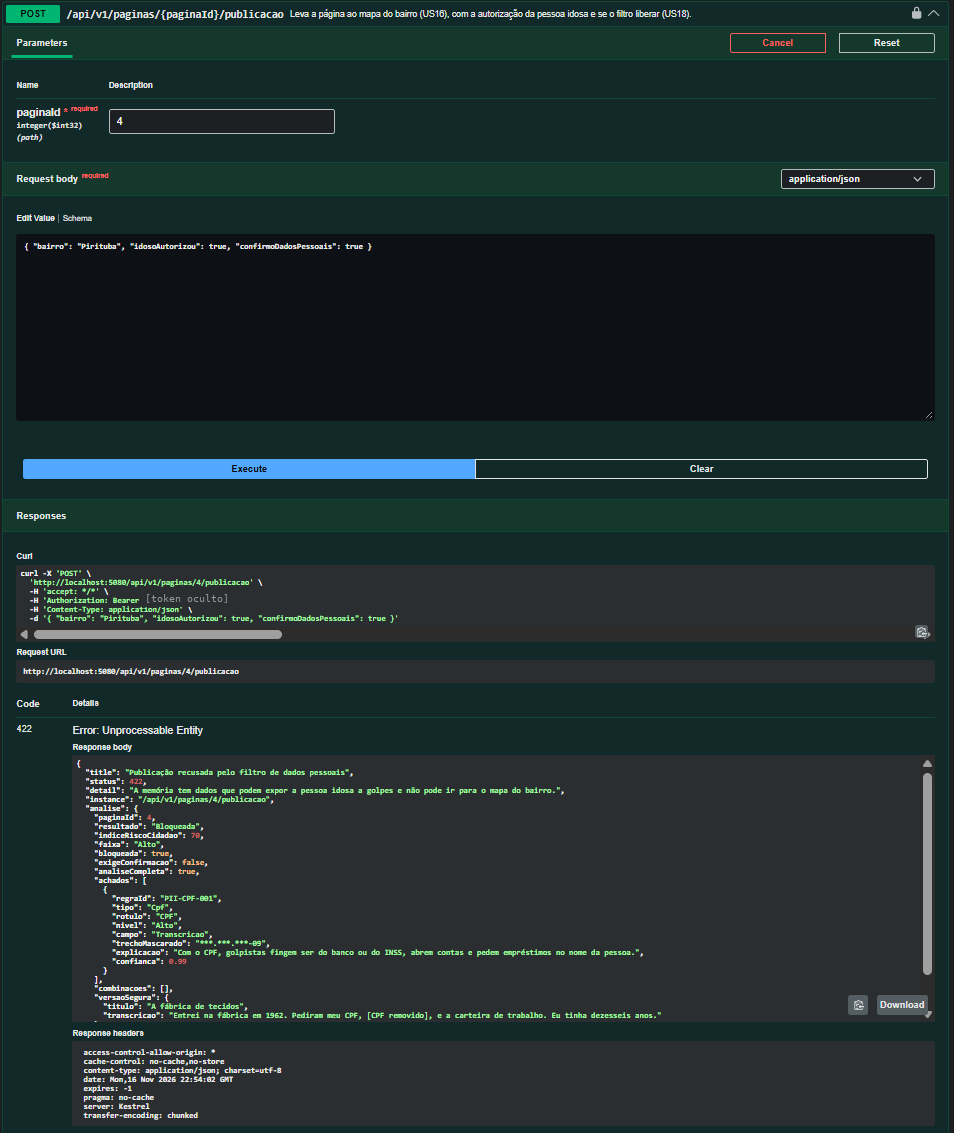 POST /api/v1/paginas/{paginaId}/publicacao Leva a página ao mapa do bairro (US16), com a autorização da pessoa idosa e se o filtro liberar (US18).
Parameters
Cancel
Reset
Name Description
paginaId * required
integer($int32)
(path)
4
Request body required
application/json
Edit Value | Schema
{ "bairro": "Pirituba", "idosoAutorizou": true, "confirmoDadosPessoais": true }
Execute
Clear
Responses
Curl
curl -X 'POST' \
'http://localhost:5080/api/v1/paginas/4/publicacao' \
-H 'accept: */*' \
-H 'Authorization: Bearer [token oculto]
-H 'Content-Type: application/json' \
-d '{ "bairro": "Pirituba", "idosoAutorizou": true, "confirmoDadosPessoais": true }'
Request URL
http://localhost:5080/api/v1/paginas/4/publicacao
Code Details
422 Error: Unprocessable Entity
Response body
{
"title": "Publicação recusada pelo filtro de dados pessoais",
"status": 422,
"detail": "A memória tem dados que podem expor a pessoa idosa a golpes e não pode ir para o mapa do bairro.",
"instance": "/api/v1/paginas/4/publicacao",
"analise": {
"paginaId": 4,
"resultado": "Bloqueada",
"indiceRiscoCidadao": 70,
"faixa": "Alto",
"bloqueada": true,
"exigeConfirmacao": false,
"analiseCompleta": true,
"achados": [
{
"regraId": "PII-CPF-001",
"tipo": "Cpf",
"rotulo": "CPF",
"nivel": "Alto",
"campo": "Transcricao",
"trechoMascarado": "***.***.***-09",
"explicacao": "Com o CPF, golpistas fingem ser do banco ou do INSS, abrem contas e pedem empréstimos no nome da pessoa.",
"confianca": 0.99
}
],
"combinacoes": [],
"versaoSegura": {
"titulo": "A fábrica de tecidos",
"transcricao": "Entrei na fábrica em 1962. Pediram meu CPF, [CPF removido], e a carteira de trabalho. Eu tinha dezesseis anos."
Download
Response headers
access-control-allow-origin: *
cache-control: no-cache,no-store
content-type: application/json; charset=utf-8
date: Mon,16 Nov 2026 22:54:02 GMT
expires: -1
pragma: no-cache
server: Kestrel
transfer-encoding: chunked